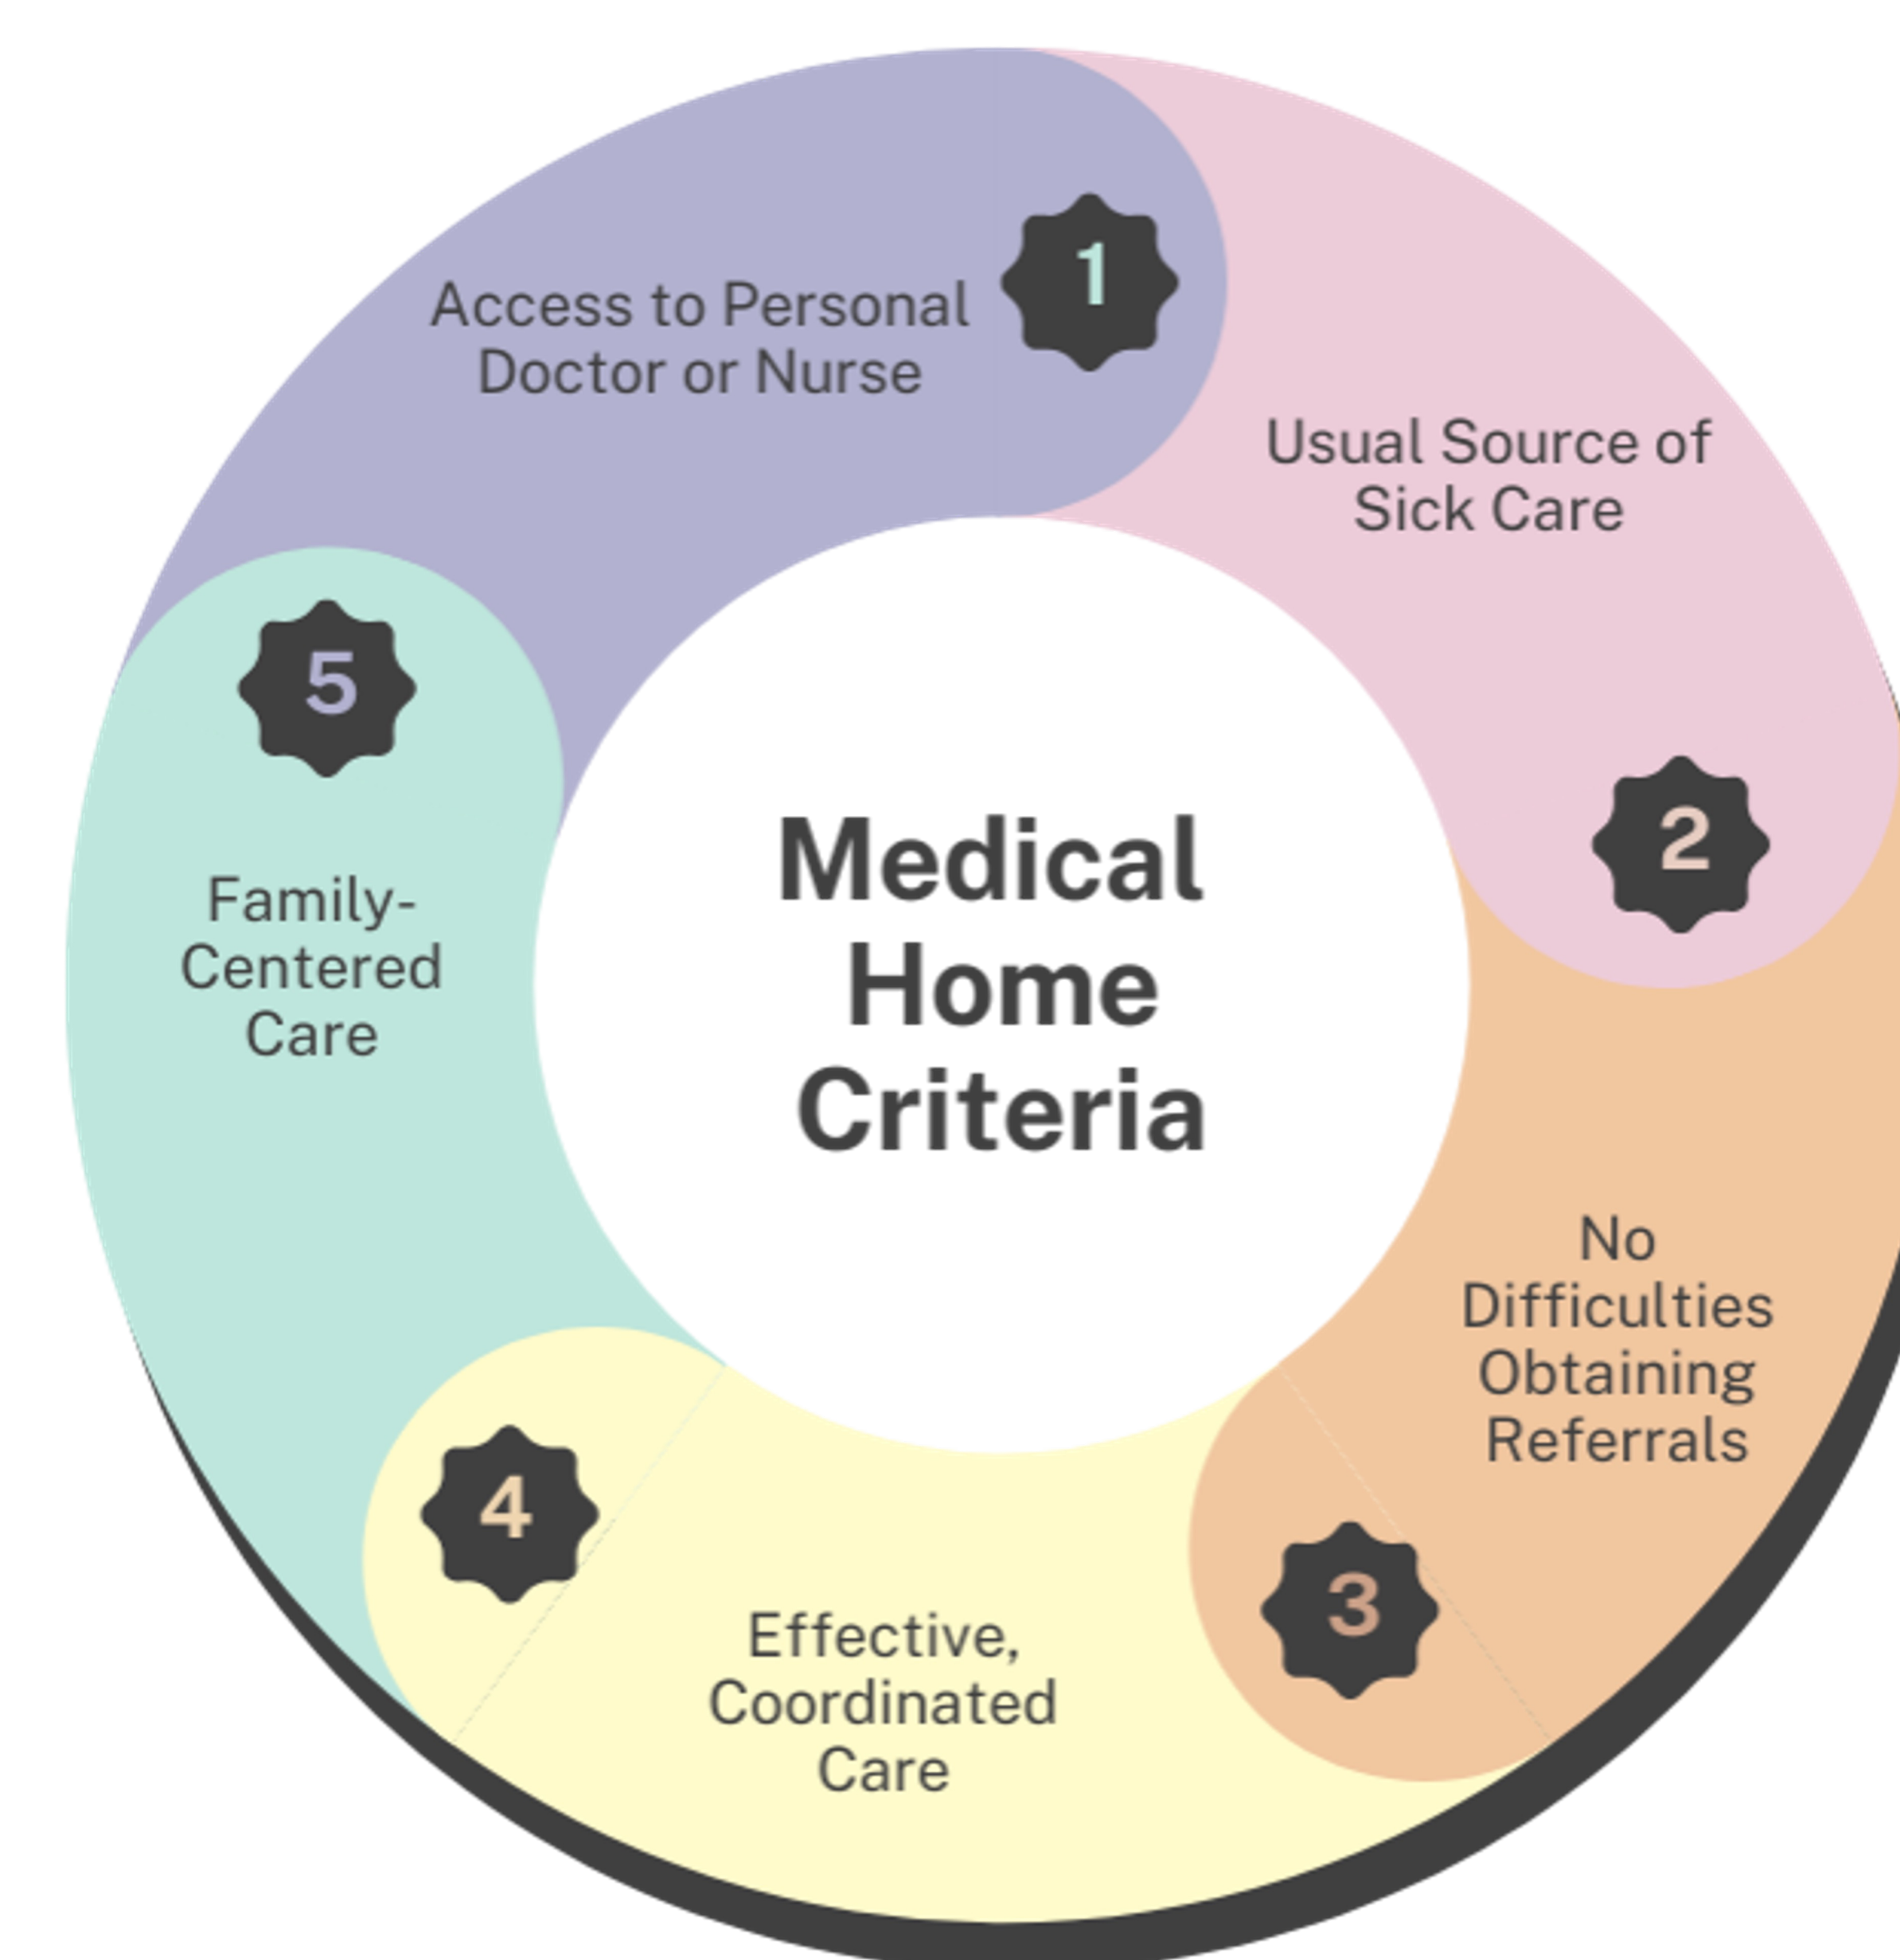 Medical
Home
Criteria
1
Access to Personal
Doctor or Nurse
2
Usual Source of
Sick Care
3
No
Difficulties
Obtaining
Referrals
4
Effective,
Coordinated
Care
5
Family-
Centered
Care